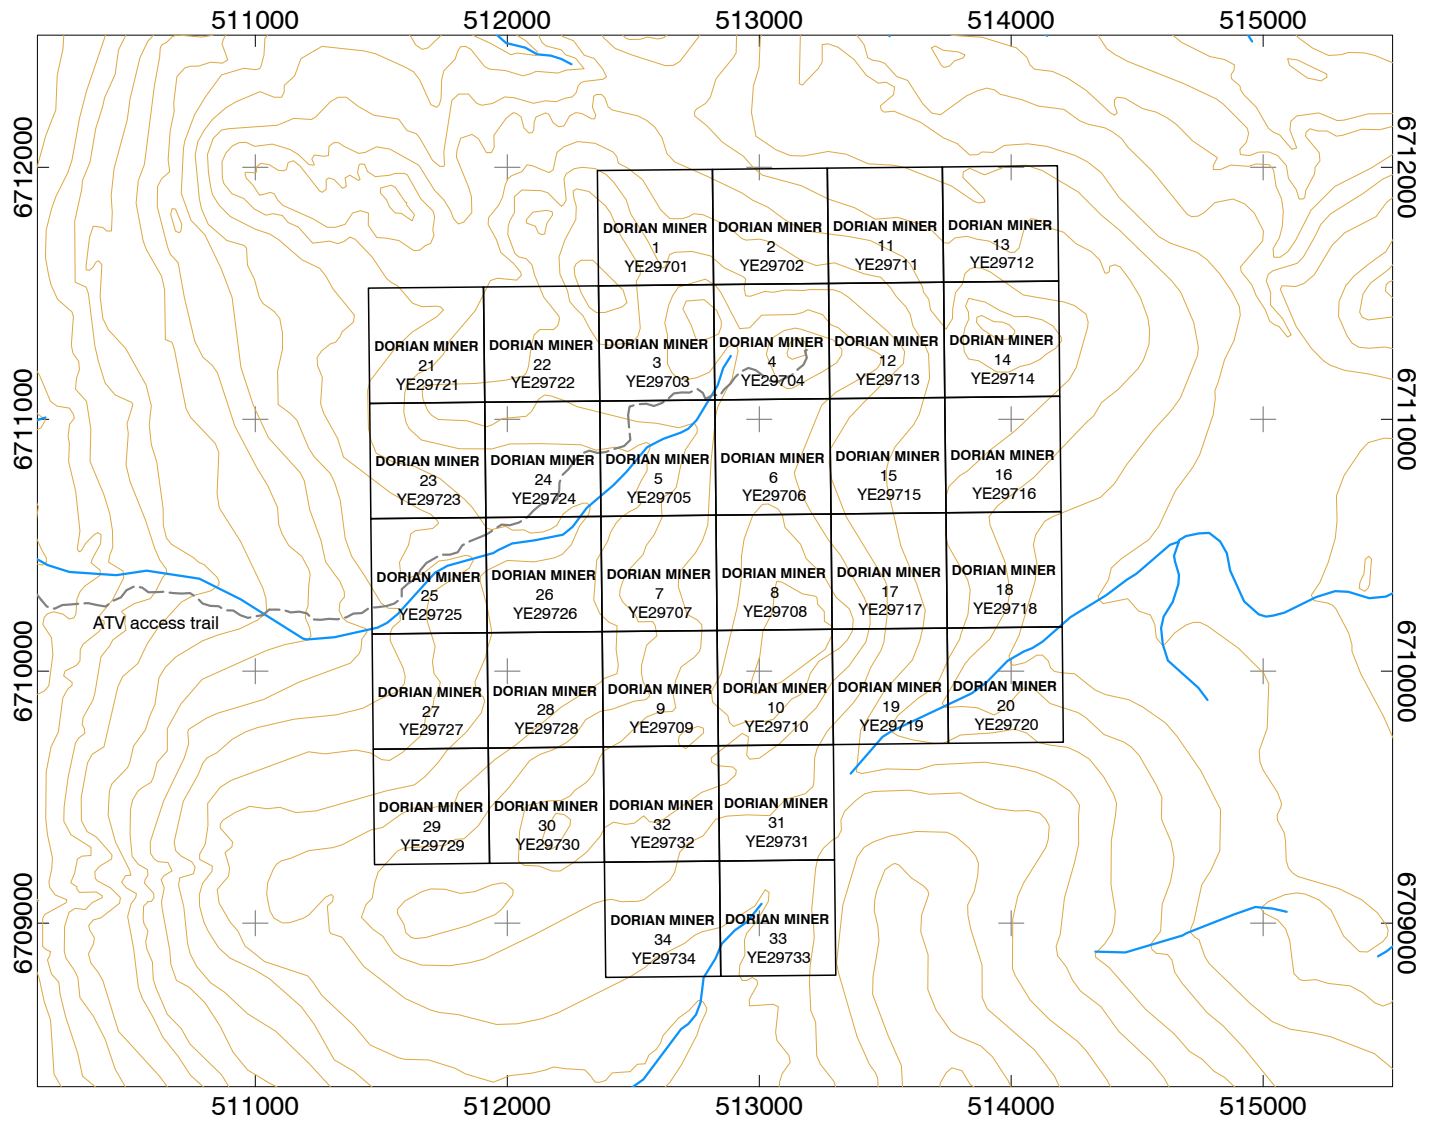 511000
512000
513000
514000
515000
6712000
6712000
DORIAN MINER
1
YE29701
DORIAN MINER
2
YE29702
DORIAN MINER
11
YE29711
DORIAN MINER
13
YE29712
DORIAN MINER
21
YE29721
DORIAN MINER
22
YE29722
DORIAN MINER
3
YE29703
DORIAN MINER
4
YE29704
DORIAN MINER
12
YE29713
DORIAN MINER
14
YE29714
6711000
6711000
DORIAN MINER
23
YE29723
DORIAN MINER
24
YE29724
DORIAN MINER
5
YE29705
DORIAN MINER
6
YE29706
DORIAN MINER
15
YE29715
DORIAN MINER
16
YE29716
DORIAN MINER
25
YE29725
DORIAN MINER
26
YE29726
DORIAN MINER
7
YE29707
DORIAN MINER
8
YE29708
DORIAN MINER
17
YE29717
DORIAN MINER
18
YE29718
ATV access trail
6710000
6710000
DORIAN MINER
27
YE29727
DORIAN MINER
28
YE29728
DORIAN MINER
9
YE29709
DORIAN MINER
10
YE29710
DORIAN MINER
19
YE29719
DORIAN MINER
20
YE29720
DORIAN MINER
29
YE29729
DORIAN MINER
30
YE29730
DORIAN MINER
32
YE29732
DORIAN MINER
31
YE29731
6709000
6709000
DORIAN MINER
34
YE29734
DORIAN MINER
33
YE29733
511000
512000
513000
514000
515000